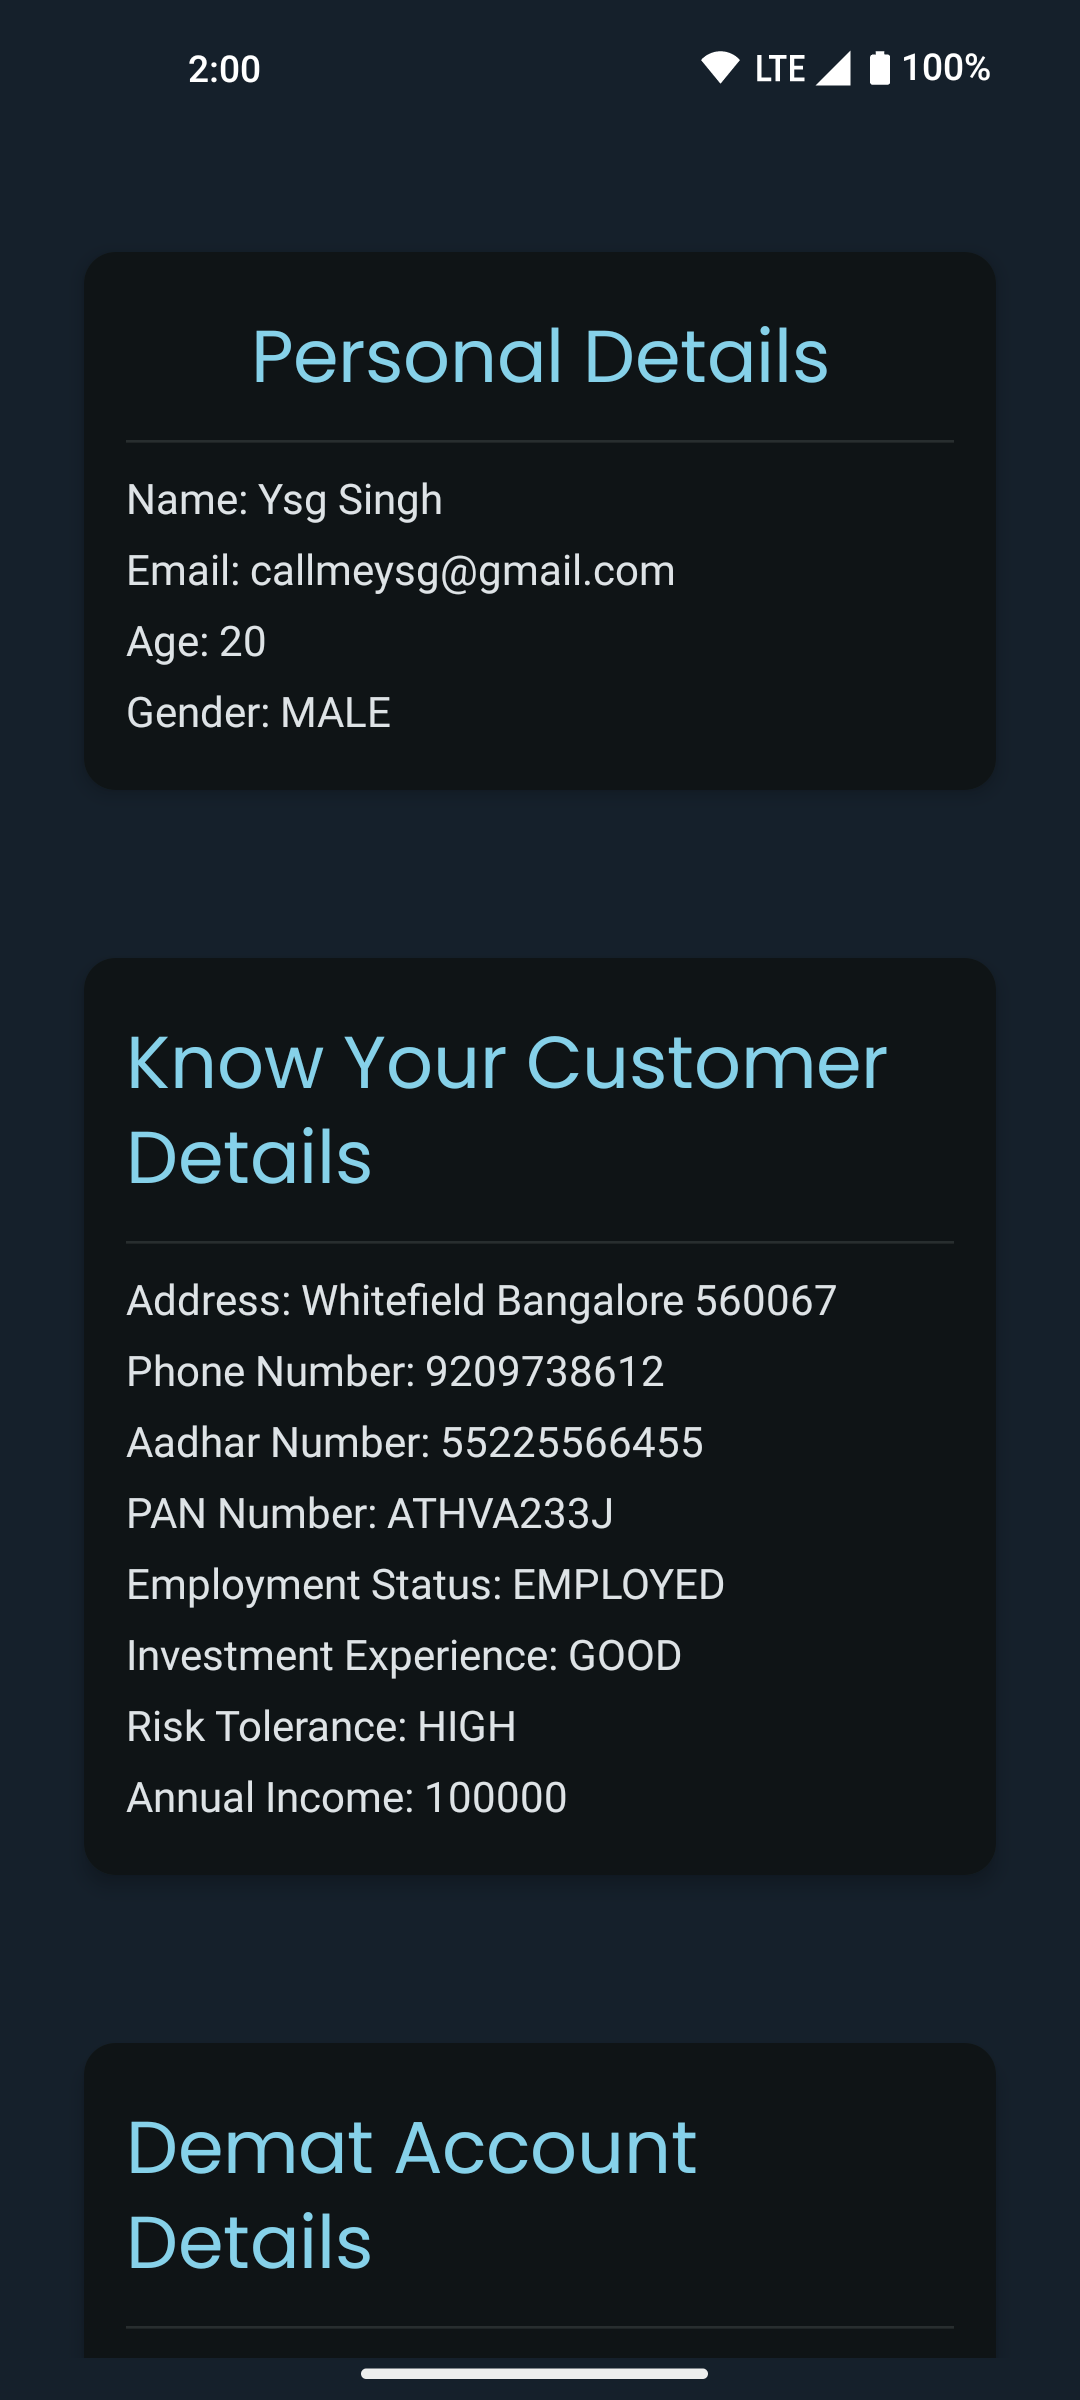 2:00 LTE 100%
Personal Details
Name: Ysg Singh
Email: callmeysg@gmail.com
Age: 20
Gender: MALE
Know Your Customer
Details
Address: Whitefield Bangalore 560067
Phone Number: 9209738612
Aadhar Number: 55225566455
PAN Number: ATHVA233J
Employment Status: EMPLOYED
Investment Experience: GOOD
Risk Tolerance: HIGH
Annual Income: 100000
Demat Account
Details